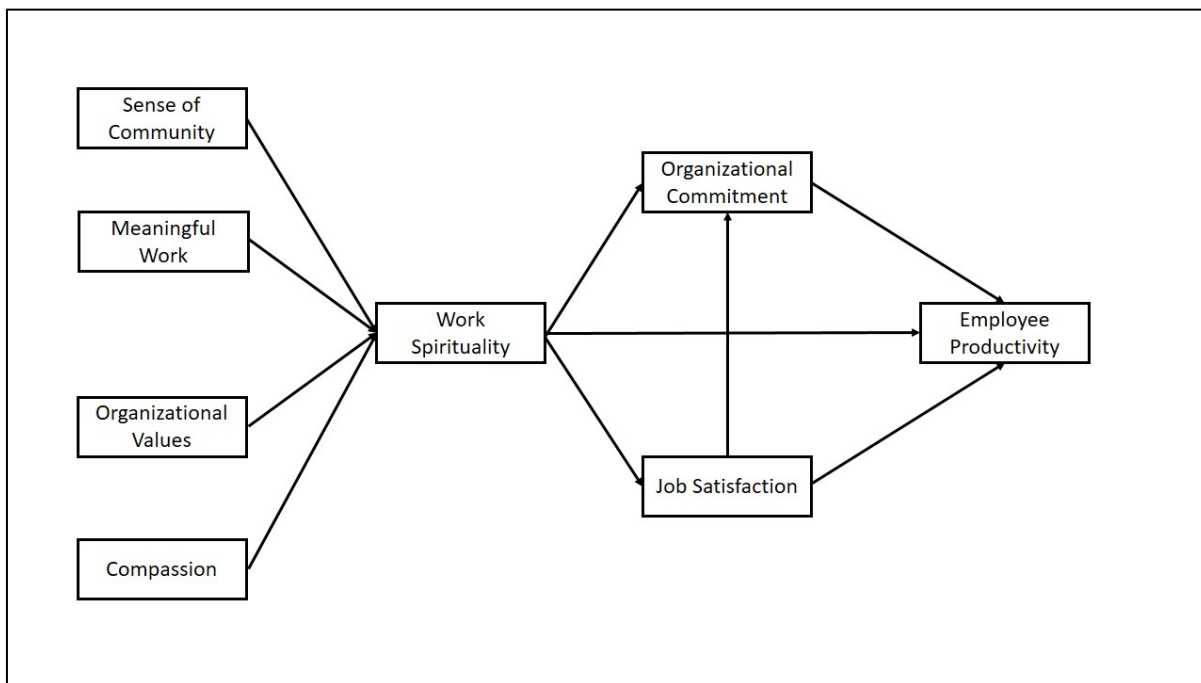 Sense of
Community
Meaningful
Work
Organizational
Values
Compassion
Work
Spirituality
Organizational
Commitment
Job Satisfaction
Employee
Productivity